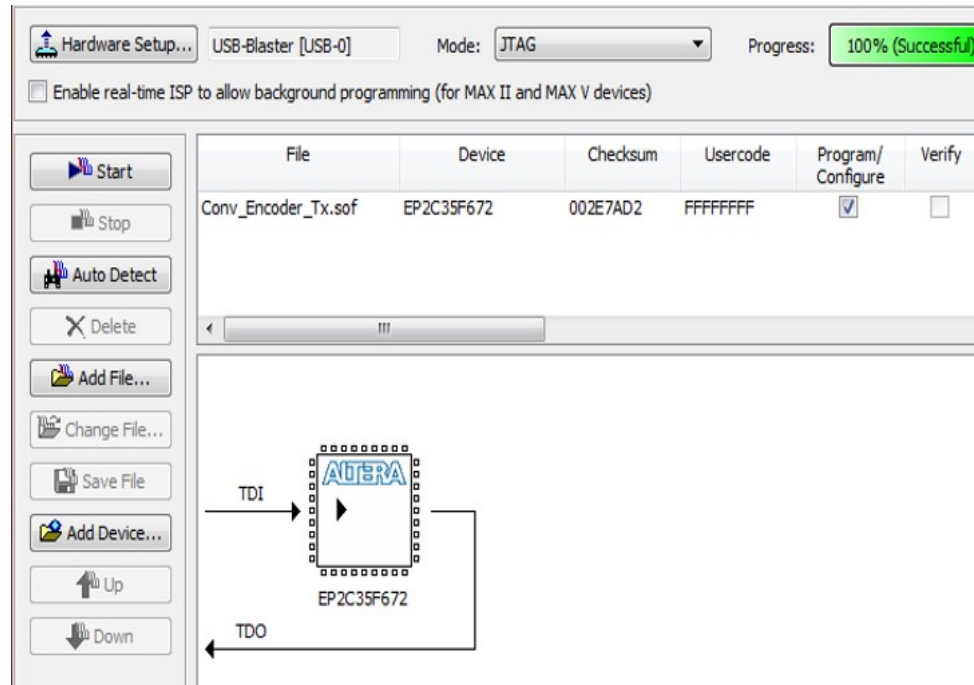 Hardware Setup... USB-Blaster [USB-0] Mode: JTAG Progress: 100% (Successful)
Enable real-time ISP to allow background programming (for MAX II and MAX V devices)
Start
Stop
Auto Detect
Delete
Add File...
Change File...
Save File
Add Device...
Up
Down
File Device Checksum Usercode Program/ Verify
Configure
Conv_Encoder_Tx.sof EP2C35F672 002E7AD2 FFFFFFFF
ALTERA
TDI
EP2C35F672
TDO